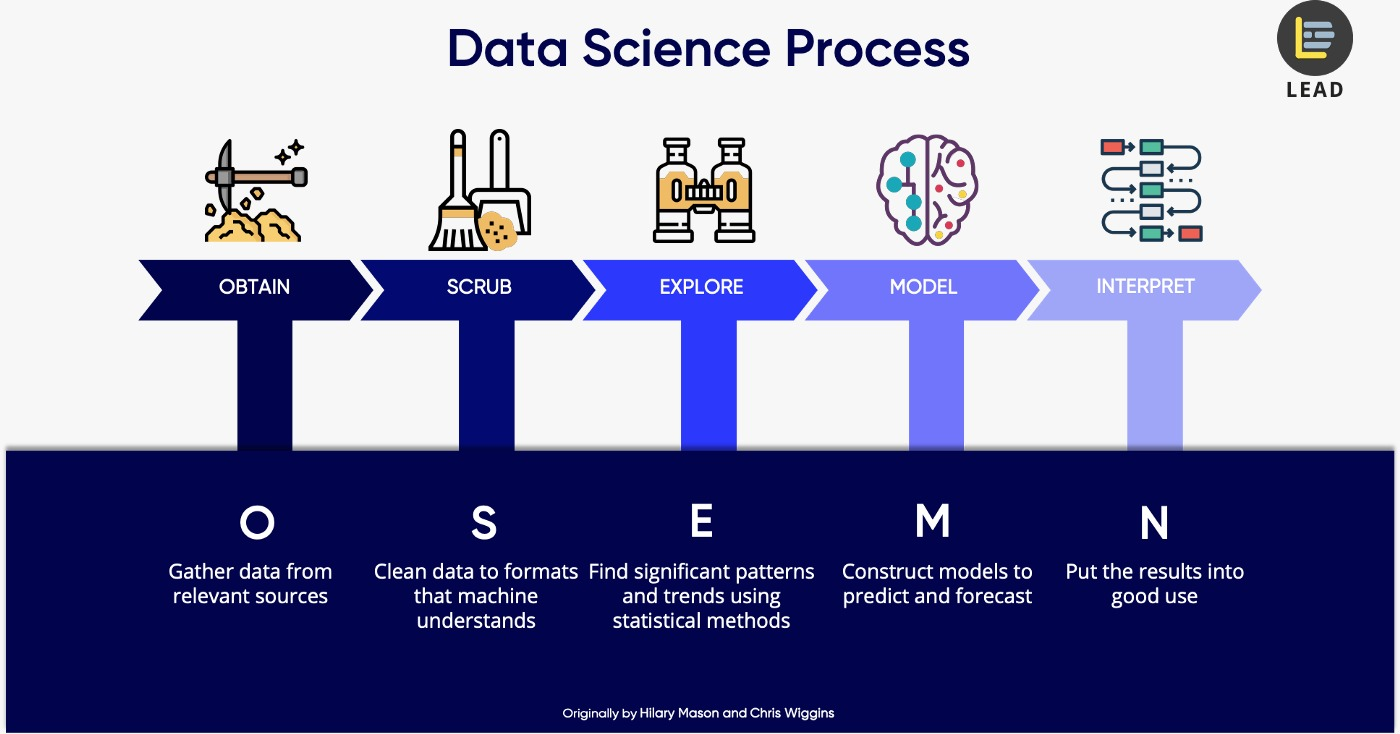 Data Science Process
LEAD
OBTAIN
SCRUB
EXPLORE
MODEL
INTERPRET
O
Gather data from
relevant sources
S
Clean data to formats
that machine
understands
E
Find significant patterns
and trends using
statistical methods
M
Construct models to
predict and forecast
N
Put the results into
good use
Originally by Hilary Mason and Chris Wiggins